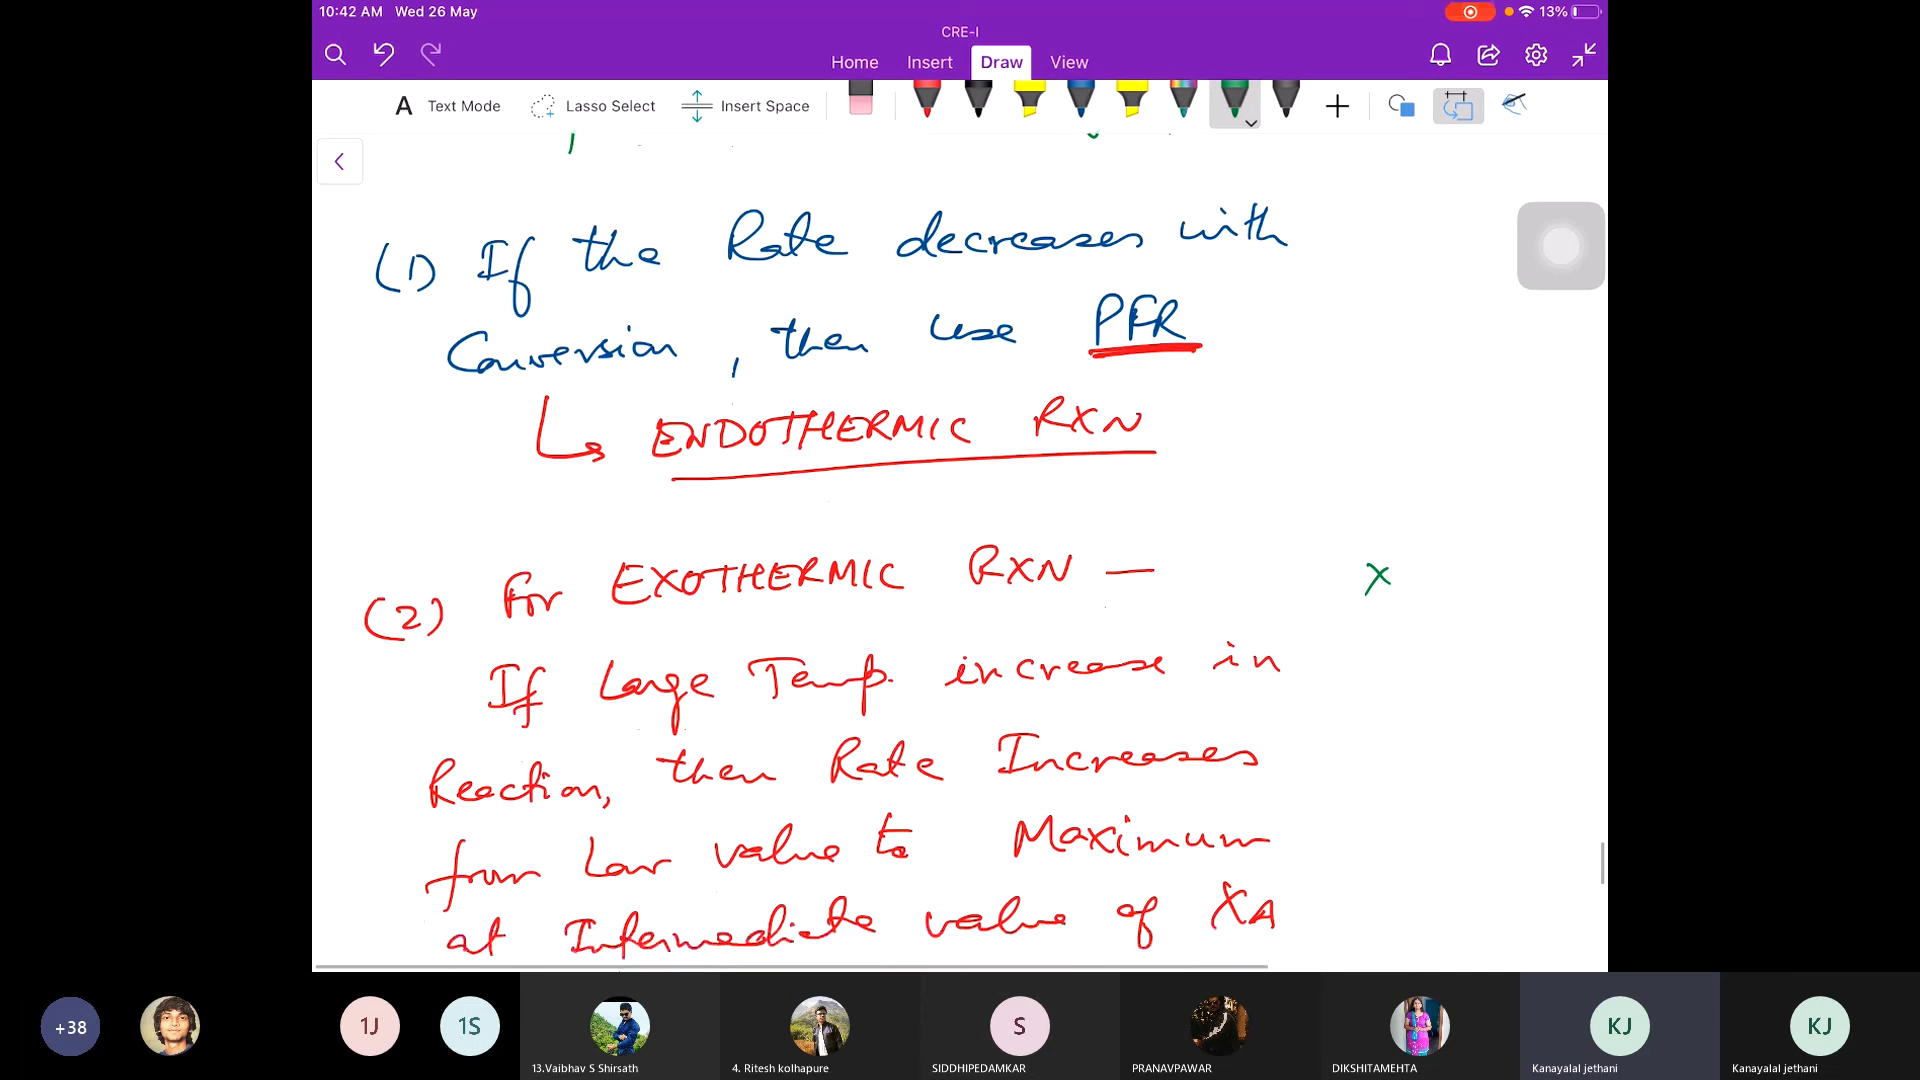 10:42 AM Wed 26 May
13%
CRE-I
Home Insert Draw View
A Text Mode Lasso Select Insert Space
(1) If the Rate decreases with
Conversion, then use PFR
ENDOTHERMIC RXN
(2) For EXOTHERMIC RXN — X
If Large Temp. increase in
Reaction, then Rate Increases
from Low value to Maximum
at Intermediate value of XA
+38
1J
1S
S
KJ
KJ
13.Vaibhav S Shirsath
4. Ritesh kolhapure
SIDDHIPEDAMKAR
PRANAVPAWAR
DIKSHITAMEHTA
Kanayalal jethani
Kanayalal jethani